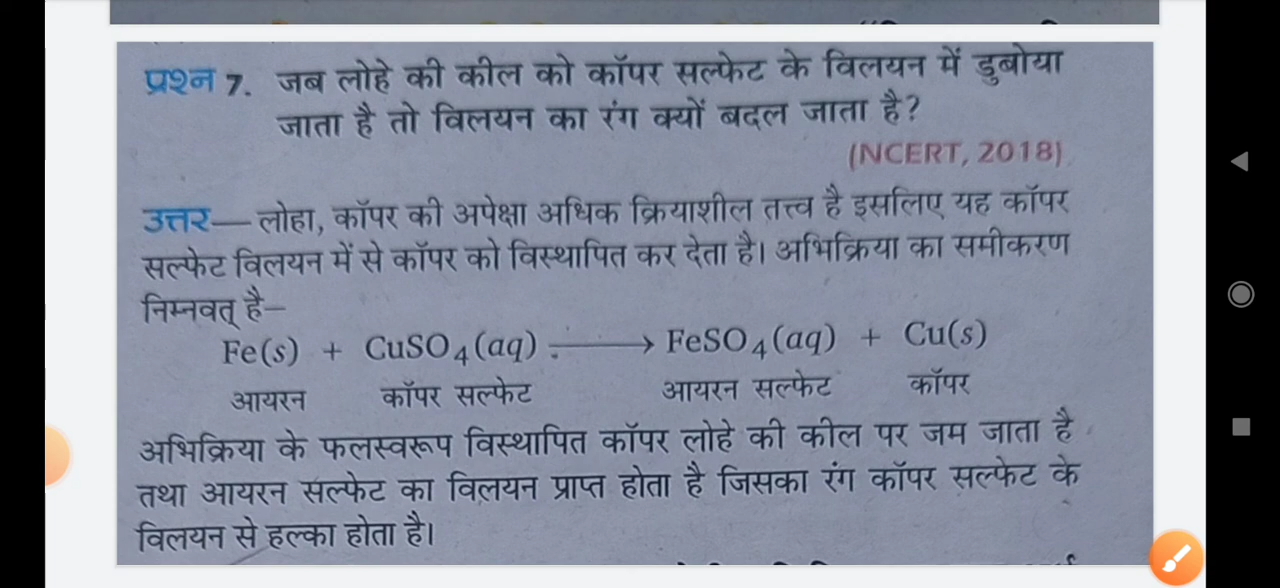 प्रश्न 7. जब लोहे की कील को कॉपर सल्फेट के विलयन में डुबोया
जाता है तो विलयन का रंग क्यों बदल जाता है?
(NCERT, 2018)
उत्तर— लोहा, कॉपर की अपेक्षा अधिक क्रियाशील तत्त्व है इसलिए यह कॉपर
सल्फेट विलयन में से कॉपर को विस्थापित कर देता है। अभिक्रिया का समीकरण
निम्नवत् है–
Fe(s) + CuSO₄(aq) ⟶ FeSO₄(aq) + Cu(s)
आयरन कॉपर सल्फेट आयरन सल्फेट कॉपर
अभिक्रिया के फलस्वरूप विस्थापित कॉपर लोहे की कील पर जम जाता है
तथा आयरन सल्फेट का विलयन प्राप्त होता है जिसका रंग कॉपर सल्फेट के
विलयन से हल्का होता है।